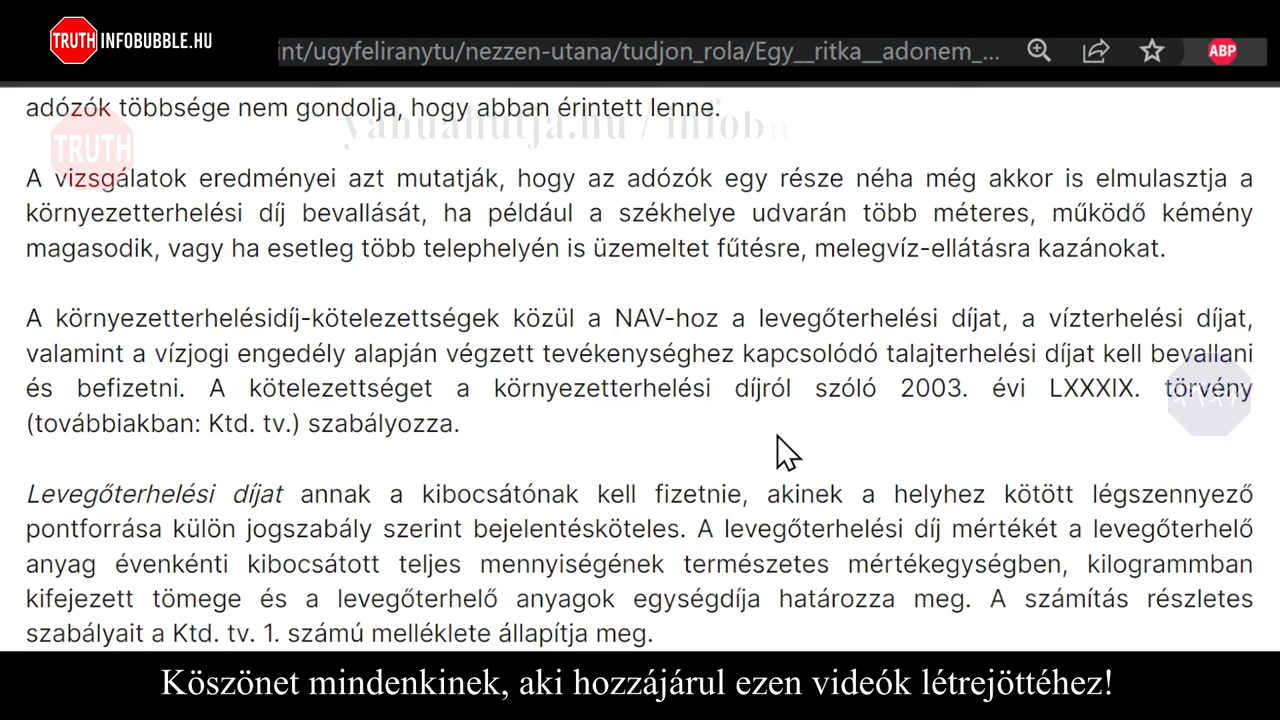 TRUTH INFOBUBBLE.HU
int/ugyfeliranytu/nezzen-utana/tudjon_rola/Egy__ritka__adonem_...
ABP
adózók többsége nem gondolja, hogy abban érintett lenne.
yahuahutja.hu / infob
TRUTH
A vizsgálatok eredményei azt mutatják, hogy az adózók egy része néha még akkor is elmulasztja a
környezetterhelési díj bevallását, ha például a székhelye udvarán több méteres, működő kémény
magasodik, vagy ha esetleg több telephelyén is üzemeltet fűtésre, melegvíz-ellátásra kazánokat.
A környezetterhelésidíj-kötelezettségek közül a NAV-hoz a levegőterhelési díjat, a vízterhelési díjat,
valamint a vízjogi engedély alapján végzett tevékenységhez kapcsolódó talajterhelési díjat kell bevallani
és befizetni. A kötelezettséget a környezetterhelési díjról szóló 2003. évi LXXXIX. törvény
(továbbiakban: Ktd. tv.) szabályozza.
Levegőterhelési díjat annak a kibocsátónak kell fizetnie, akinek a helyhez kötött légszennyező
pontforrása külön jogszabály szerint bejelentésköteles. A levegőterhelési díj mértékét a levegőterhelő
anyag évenkénti kibocsátott teljes mennyiségének természetes mértékegységben, kilogrammban
kifejezett tömege és a levegőterhelő anyagok egységdíja határozza meg. A számítás részletes
szabályait a Ktd. tv. 1. számú melléklete állapítja meg.
Köszönet mindenkinek, aki hozzájárul ezen videók létrejöttéhez!